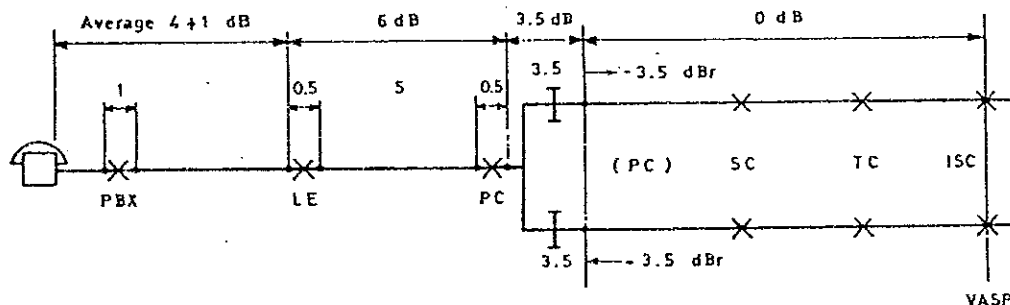 Average 4+1 dB 6 dB 3.5 dB 0 dB
3.5 -3.5 dBr
1 0.5 5 0.5
(PC) SC TC ISC
PBX LE PC
3.5 -3.5 dBr
VASP